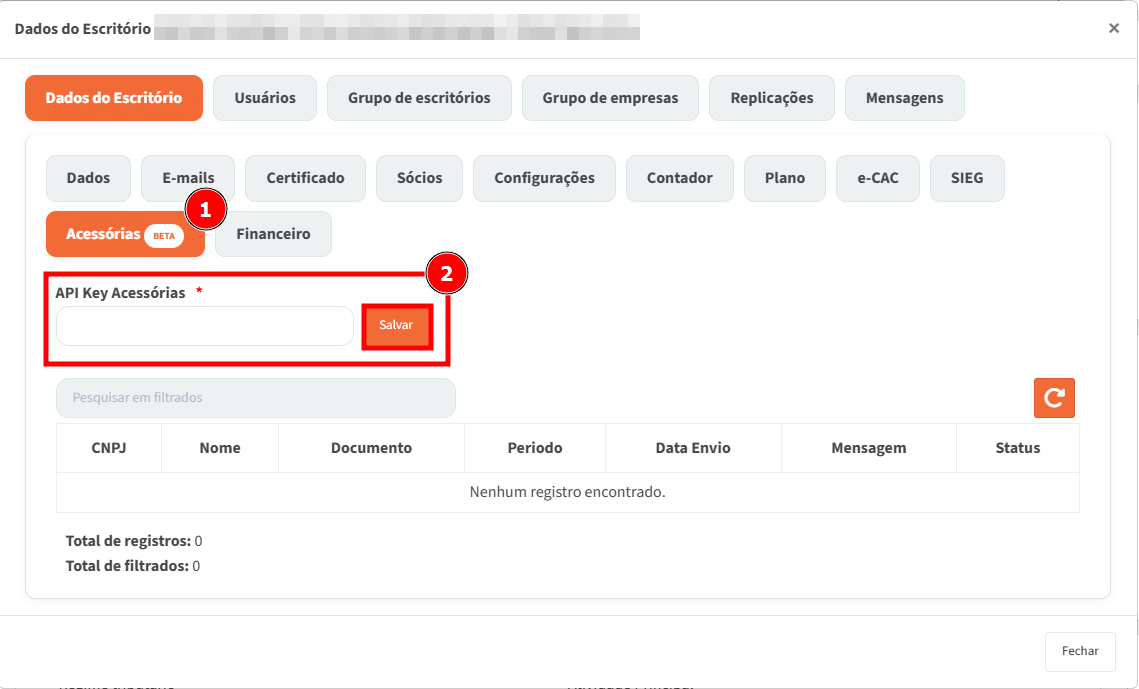 Dados do Escritório
×
Dados do Escritório Usuários Grupo de escritórios Grupo de empresas Replicações Mensagens
Dados E-mails Certificado Sócios Configurações Contador Plano e-CAC SIEG
1
Acessórias BETA Financeiro
2
API Key Acessórias *
Salvar
Pesquisar em filtrados
CNPJ Nome Documento Periodo Data Envio Mensagem Status
Nenhum registro encontrado.
Total de registros: 0
Total de filtrados: 0
Fechar